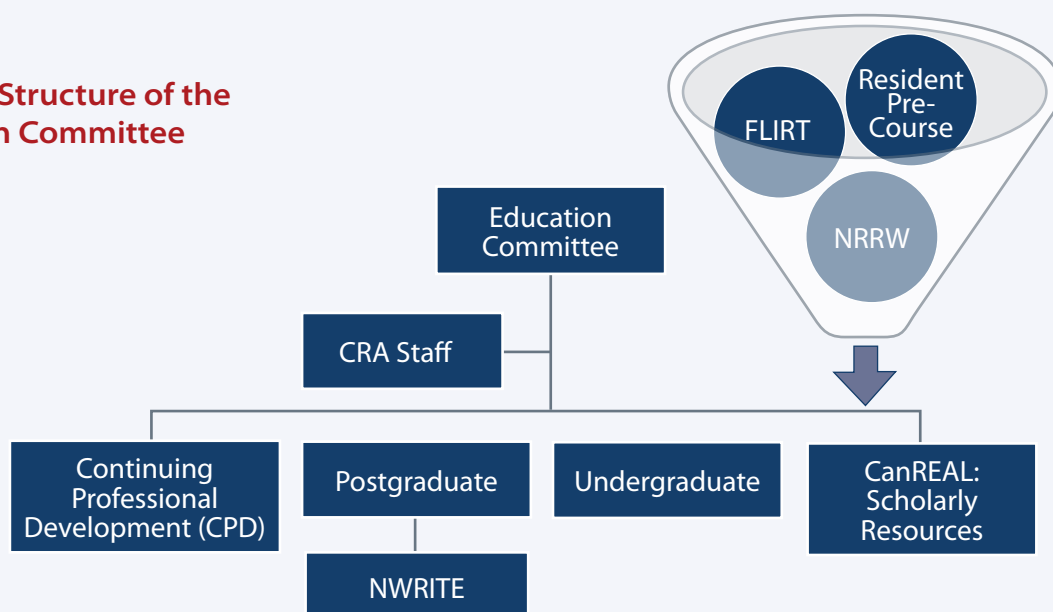 Structure of the
Committee
Resident
Pre-
Course
FLIRT
NRRW
Education
Committee
CRA Staff
Continuing
Professional
Development (CPD)
Postgraduate
Undergraduate
CanREAL:
Scholarly
Resources
NWRITE